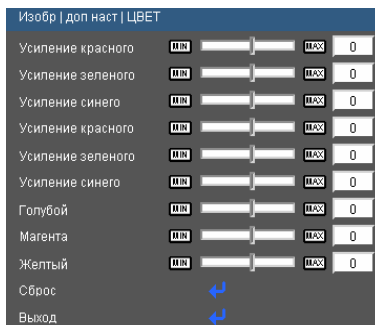 Изобр | доп наст | ЦВЕТ
Усиление красного MIN MAX 0
Усиление зеленого MIN MAX 0
Усиление синего MIN MAX 0
Усиление красного MIN MAX 0
Усиление зеленого MIN MAX 0
Усиление синего MIN MAX 0
Голубой MIN MAX 0
Магента MIN MAX 0
Желтый MIN MAX 0
Сброс
Выход